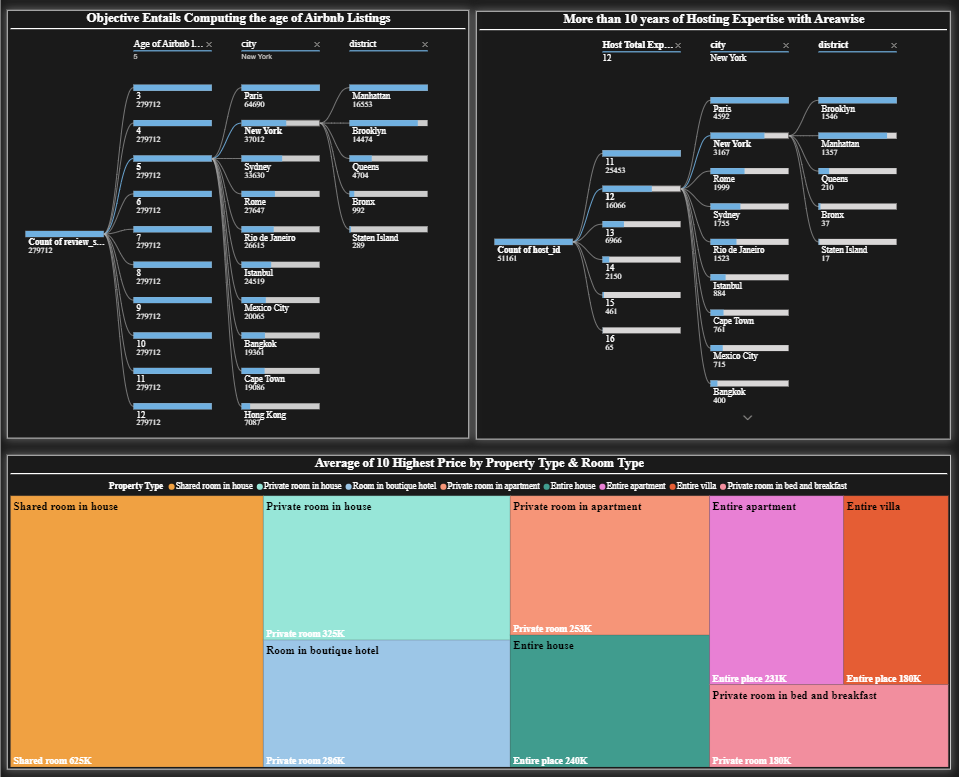 Objective Entails Computing the age of Airbnb Listings
Age of Airbnb l... ×
5
city ×
New York
district ×
Count of review_s...
279712
3
279712
4
279712
5
279712
6
279712
7
279712
8
279712
9
279712
10
279712
11
279712
12
279712
Paris
64690
New York
37012
Sydney
33630
Rome
27647
Rio de Janeiro
26615
Istanbul
24519
Mexico City
20065
Bangkok
19361
Cape Town
19086
Hong Kong
7087
Manhattan
16553
Brooklyn
14474
Queens
4704
Bronx
992
Staten Island
289
More than 10 years of Hosting Expertise with Areawise
Host Total Exp... ×
12
city ×
New York
district ×
Count of host_id
51161
11
25453
12
16066
13
6966
14
2150
15
461
16
65
Paris
4592
New York
3167
Rome
1999
Sydney
1755
Rio de Janeiro
1523
Istanbul
884
Cape Town
761
Mexico City
715
Bangkok
400
Brooklyn
1546
Manhattan
1357
Queens
210
Bronx
37
Staten Island
17
Average of 10 Highest Price by Property Type & Room Type
Property Type Shared room in house Private room in house Room in boutique hotel Private room in apartment Entire house Entire apartment Entire villa Private room in bed and breakfast
Shared room in house
Shared room 625K
Private room in house
Private room 325K
Room in boutique hotel
Private room 286K
Private room in apartment
Private room 253K
Entire house
Entire place 240K
Entire apartment
Entire place 231K
Entire villa
Entire place 180K
Private room in bed and breakfast
Private room 180K